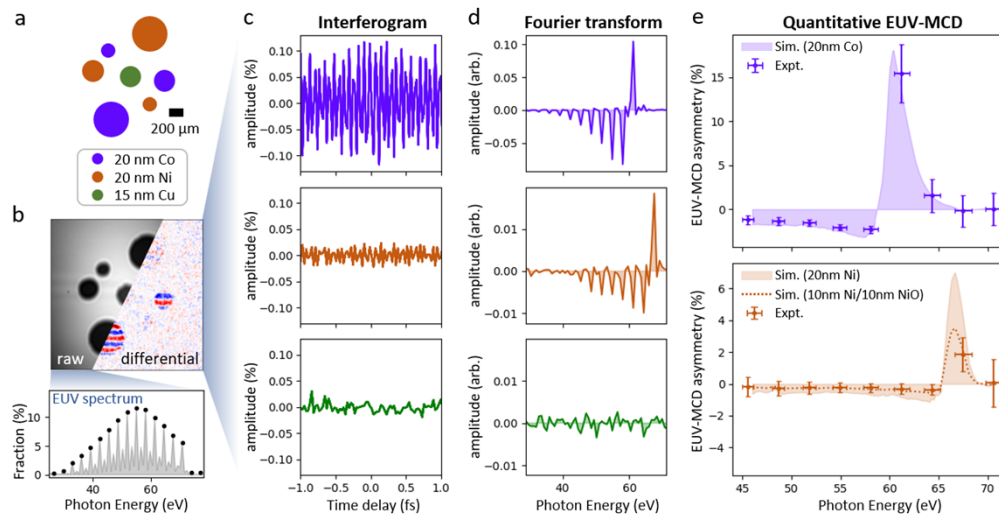 a
200 μm
20 nm Co
20 nm Ni
15 nm Cu
b
raw
differential
EUV spectrum
Fraction (%)
10
5
0
40
60
Photon Energy (eV)
c
Interferogram
amplitude (%)
0.10
0.05
0.00
−0.05
−0.10
amplitude (%)
0.10
0.05
0.00
−0.05
−0.10
amplitude (%)
0.10
0.05
0.00
−0.05
−0.10
−1.0
−0.5
0.0
0.5
1.0
Time delay (fs)
d
Fourier transform
amplitude (arb.)
0.10
0.05
0.00
−0.05
−0.10
amplitude (arb.)
0.01
0.00
−0.01
amplitude (arb.)
0.01
0.00
−0.01
40
60
Photon Energy (eV)
e
Quantitative EUV-MCD
Sim. (20nm Co)
Expt.
EUV-MCD asymmetry (%)
15
10
5
0
Sim. (20nm Ni)
Sim. (10nm Ni/10nm NiO)
Expt.
EUV-MCD asymmetry (%)
6
4
2
0
−2
−4
45
50
55
60
65
70
Photon Energy (eV)